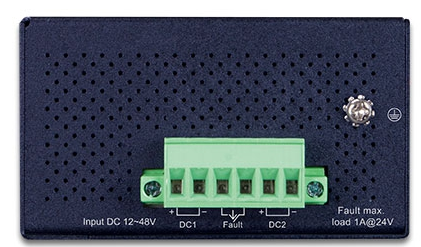 + − + −
Input DC 12~48V DC1 Fault DC2 Fault max.
load 1A@24V